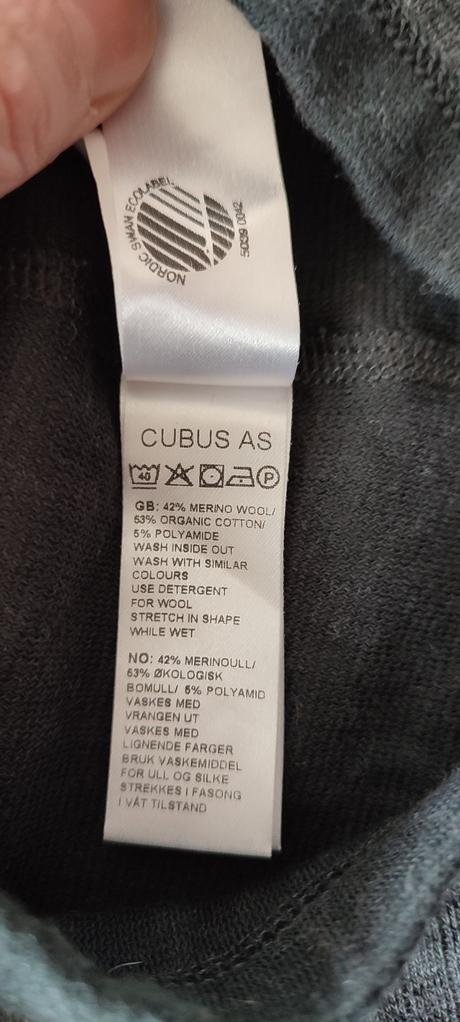 NORDIC SWAN ECOLABEL
5039 0042
CUBUS AS
40 P
GB: 42% MERINO WOOL/
53% ORGANIC COTTON/
5% POLYAMIDE
WASH INSIDE OUT
WASH WITH SIMILAR
COLOURS
USE DETERGENT
FOR WOOL
STRETCH IN SHAPE
WHILE WET
NO: 42% MERINOULL/
53% ØKOLOGISK
BOMULL/ 5% POLYAMID
VASKES MED
VRANGEN UT
VASKES MED
LIGNENDE FARGER
BRUK VASKEMIDDEL
FOR ULL OG SILKE
STREKKES I FASONG
I VÅT TILSTAND